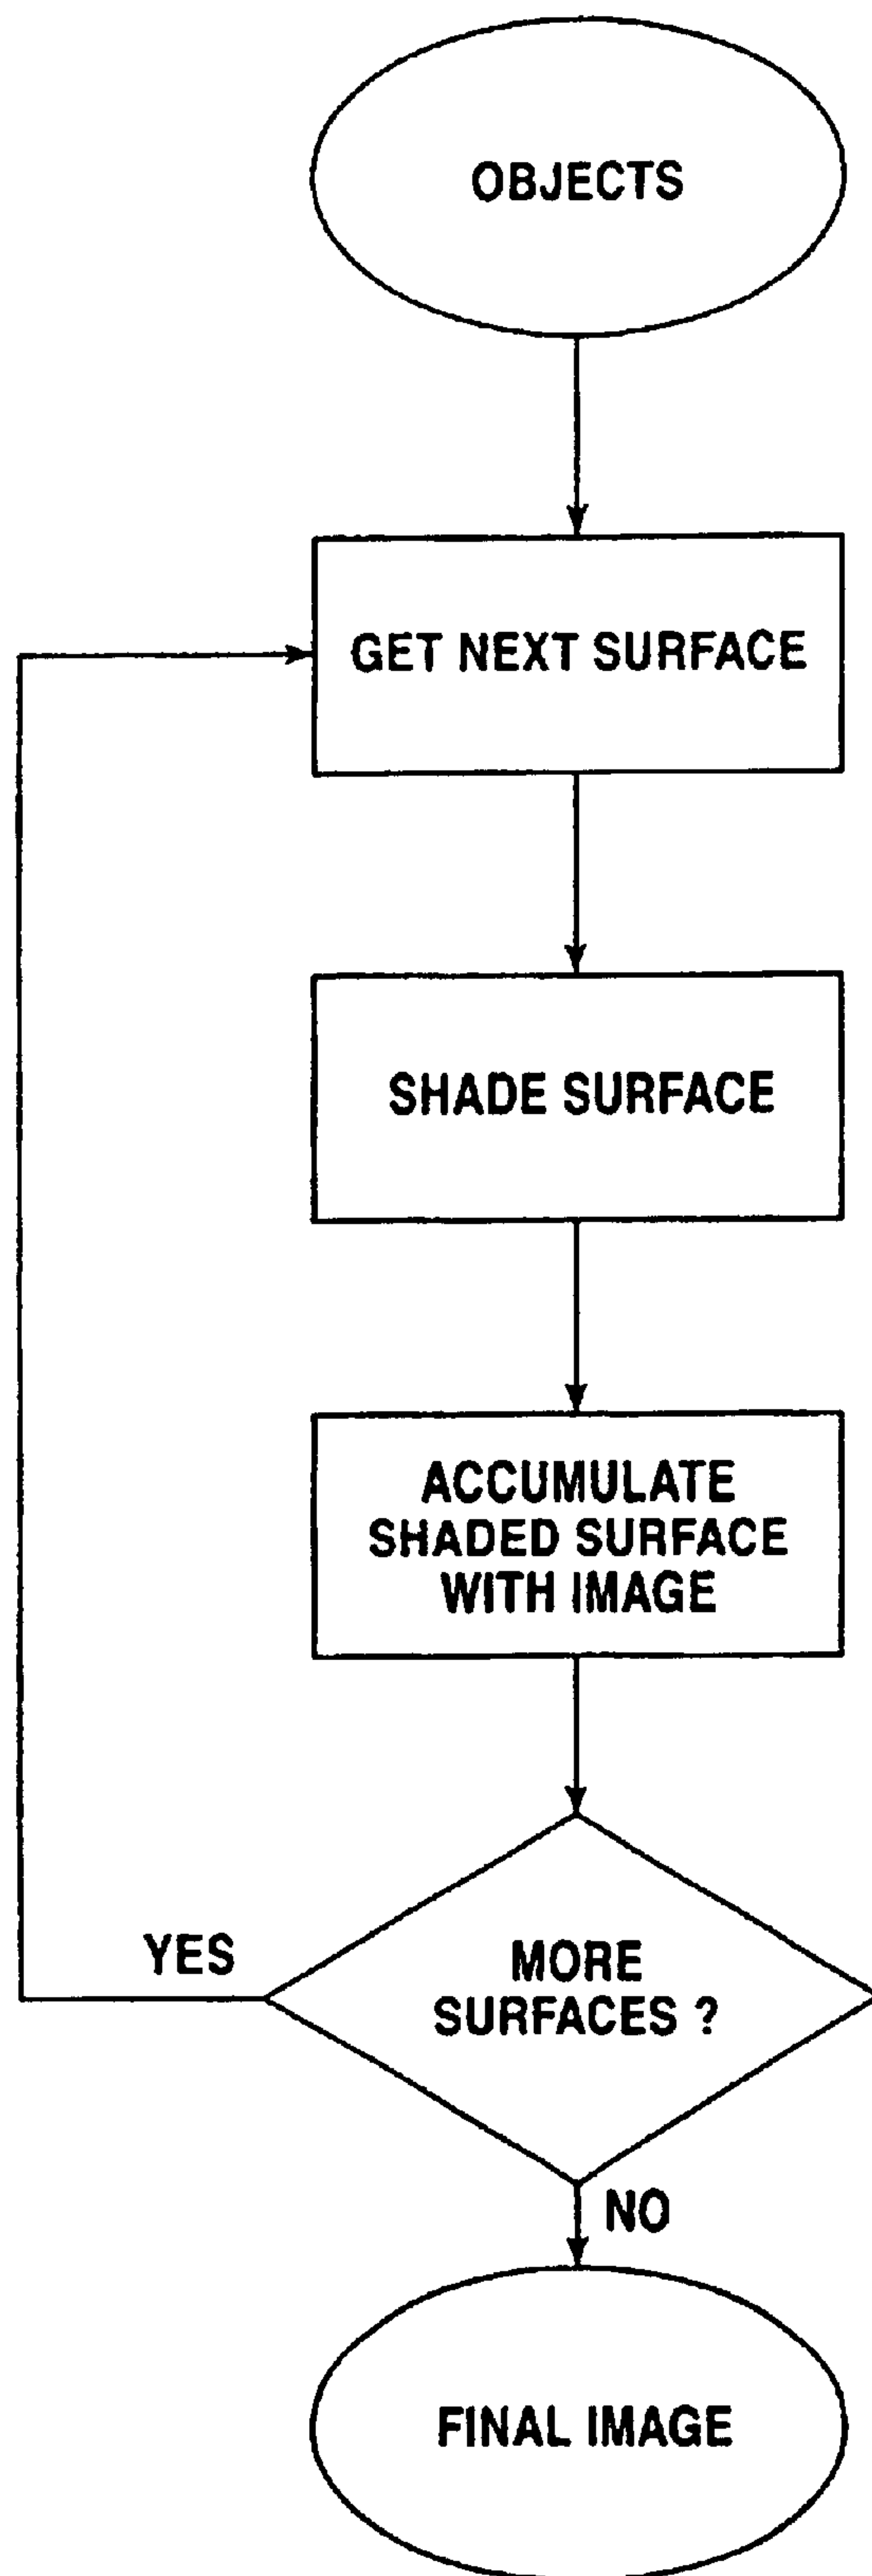 OBJECTS
GET NEXT SURFACE
SHADE SURFACE
ACCUMULATE
SHADED SURFACE
WITH IMAGE
YES
MORE
SURFACES ?
NO
FINAL IMAGE